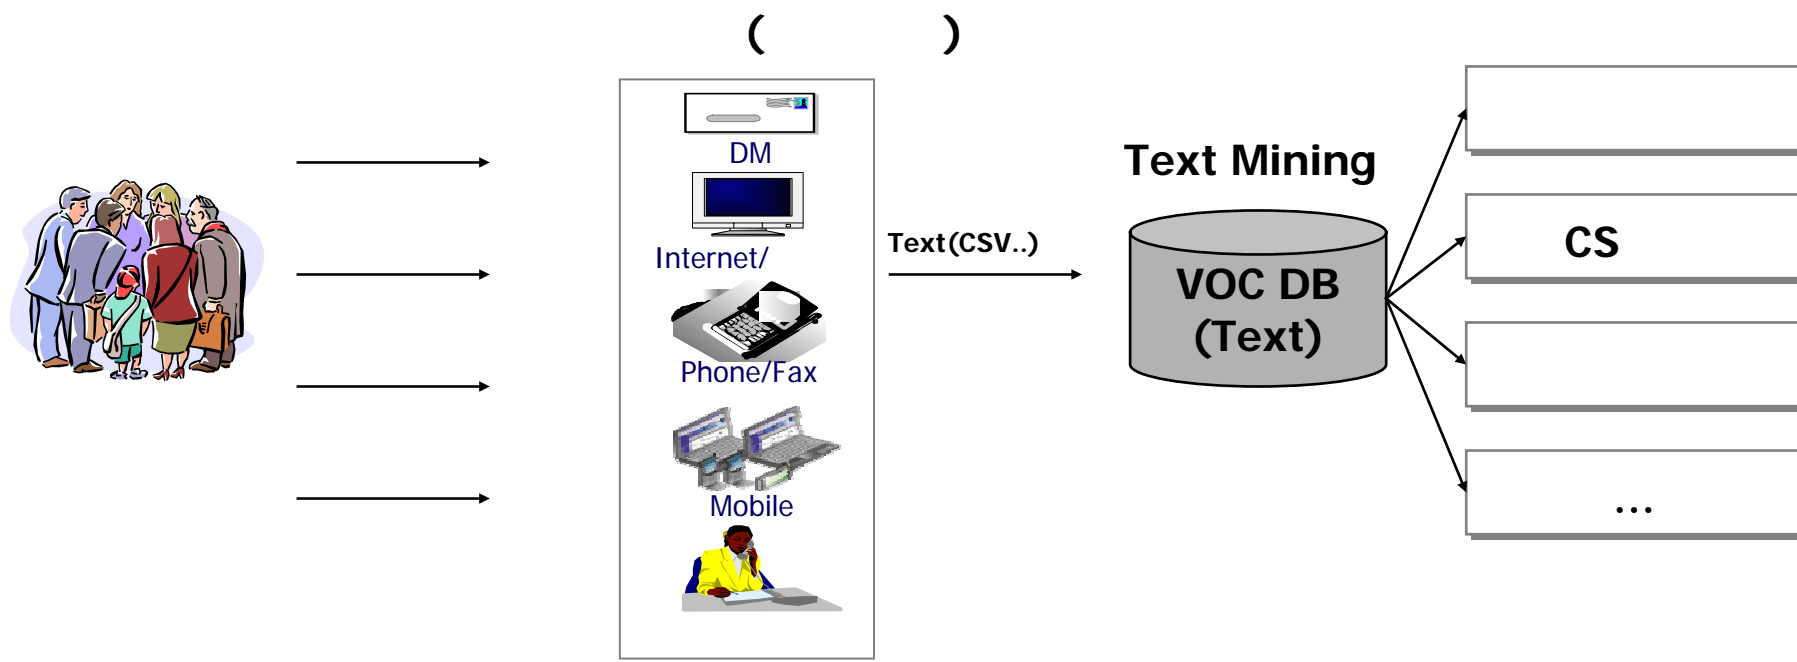 (          )
DM
Internet/
Phone/Fax
Mobile
Text(CSV..)
Text Mining
VOC DB
(Text)
CS
...